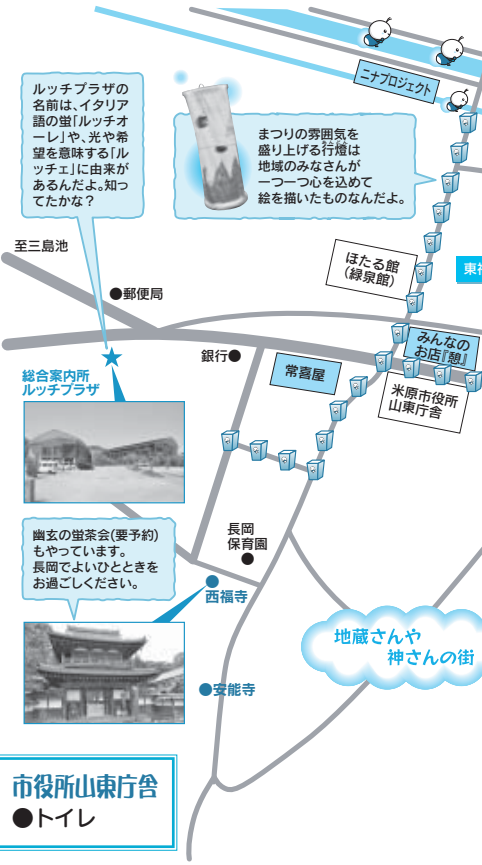 ニナプロジェクト
ルッチプラザの
名前は、イタリア
語の蛍「ルッチオ
ーレ」や、光や希
望を意味する「ル
ッチェ」に由来が
あるんだよ。知っ
てたかな？
まつりの雰囲気を
盛り上げる行燈は
地域のみなさんが
一つ一つ心を込めて
絵を描いたものなんだよ。
至三島池
ほたる館
（緑泉館）
●郵便局
みんなの
お店『憩』
銀行●
常喜屋
米原市役所
山東庁舎
総合案内所
ルッチプラザ
幽玄の蛍茶会(要予約)
もやっています。
長岡でよいひとときを
お過ごしください。
長岡
保育園
●
●
西福寺
地蔵さんや
神さんの街
●安能寺
市役所山東庁舎
●トイレ